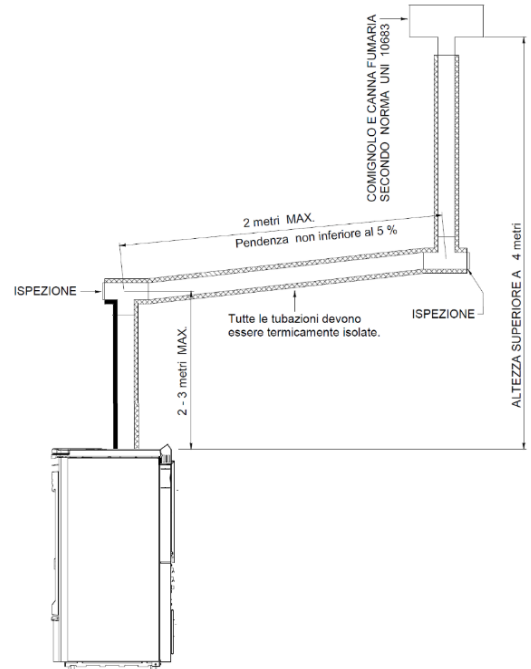 COMIGNOLO E CANNA FUMARIA
SECONDO NORMA UNI 10683
2 metri MAX.
Pendenza non inferiore al 5 %
ISPEZIONE
Tutte le tubazioni devono
essere termicamente isolate.
ISPEZIONE
2 - 3 metri MAX.
ALTEZZA SUPERIORE A 4 metri